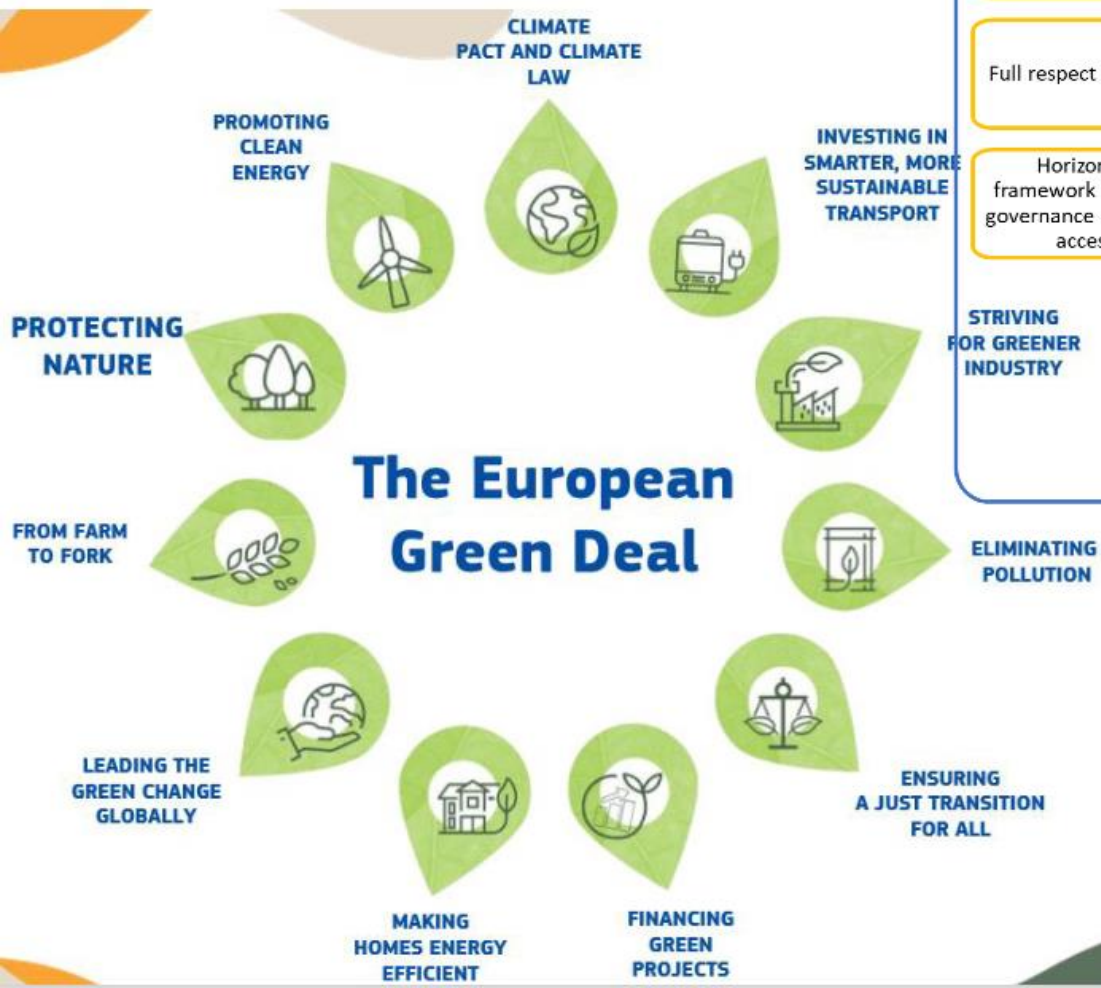 CLIMATE
PACT AND CLIMATE
LAW
PROMOTING
CLEAN
ENERGY
INVESTING IN
SMARTER, MORE
SUSTAINABLE
TRANSPORT
Full respect
Horizon
framework
governance
acces
PROTECTING
NATURE
STRIVING
FOR GREENER
INDUSTRY
The European
Green Deal
FROM FARM
TO FORK
ELIMINATING
POLLUTION
LEADING THE
GREEN CHANGE
GLOBALLY
ENSURING
A JUST TRANSITION
FOR ALL
MAKING
HOMES ENERGY
EFFICIENT
FINANCING
GREEN
PROJECTS